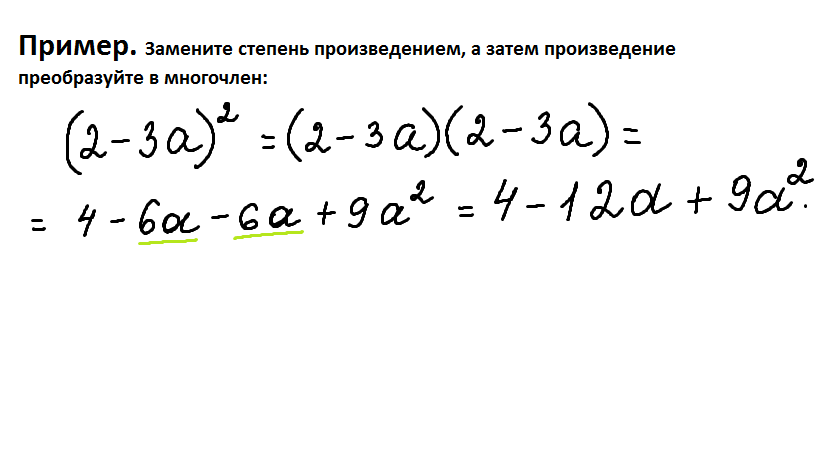 Пример. Замените степень произведением, а затем произведение
преобразуйте в многочлен:
(2 - 3a)² = (2 - 3a)(2 - 3a) =
= 4 - 6a - 6a + 9a² = 4 - 12a + 9a².